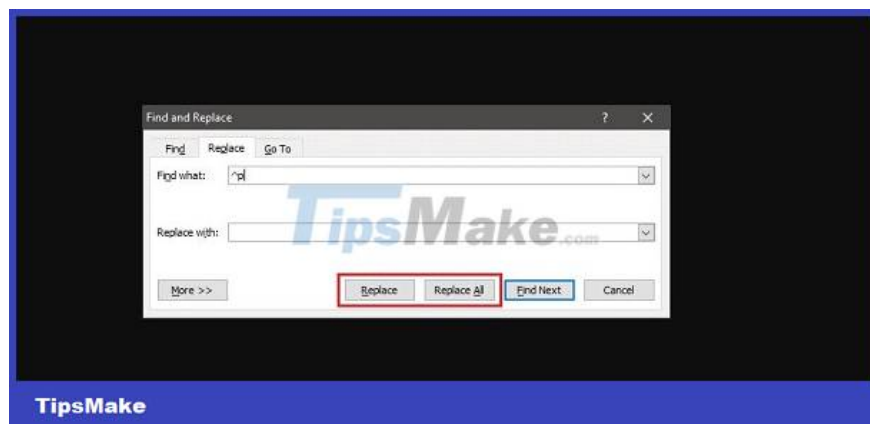 Find and Replace ? ×
Find Replace Go To
Find what: ^p
TipsMake.com
Replace with:
More >> Replace Replace All Find Next Cancel
TipsMake